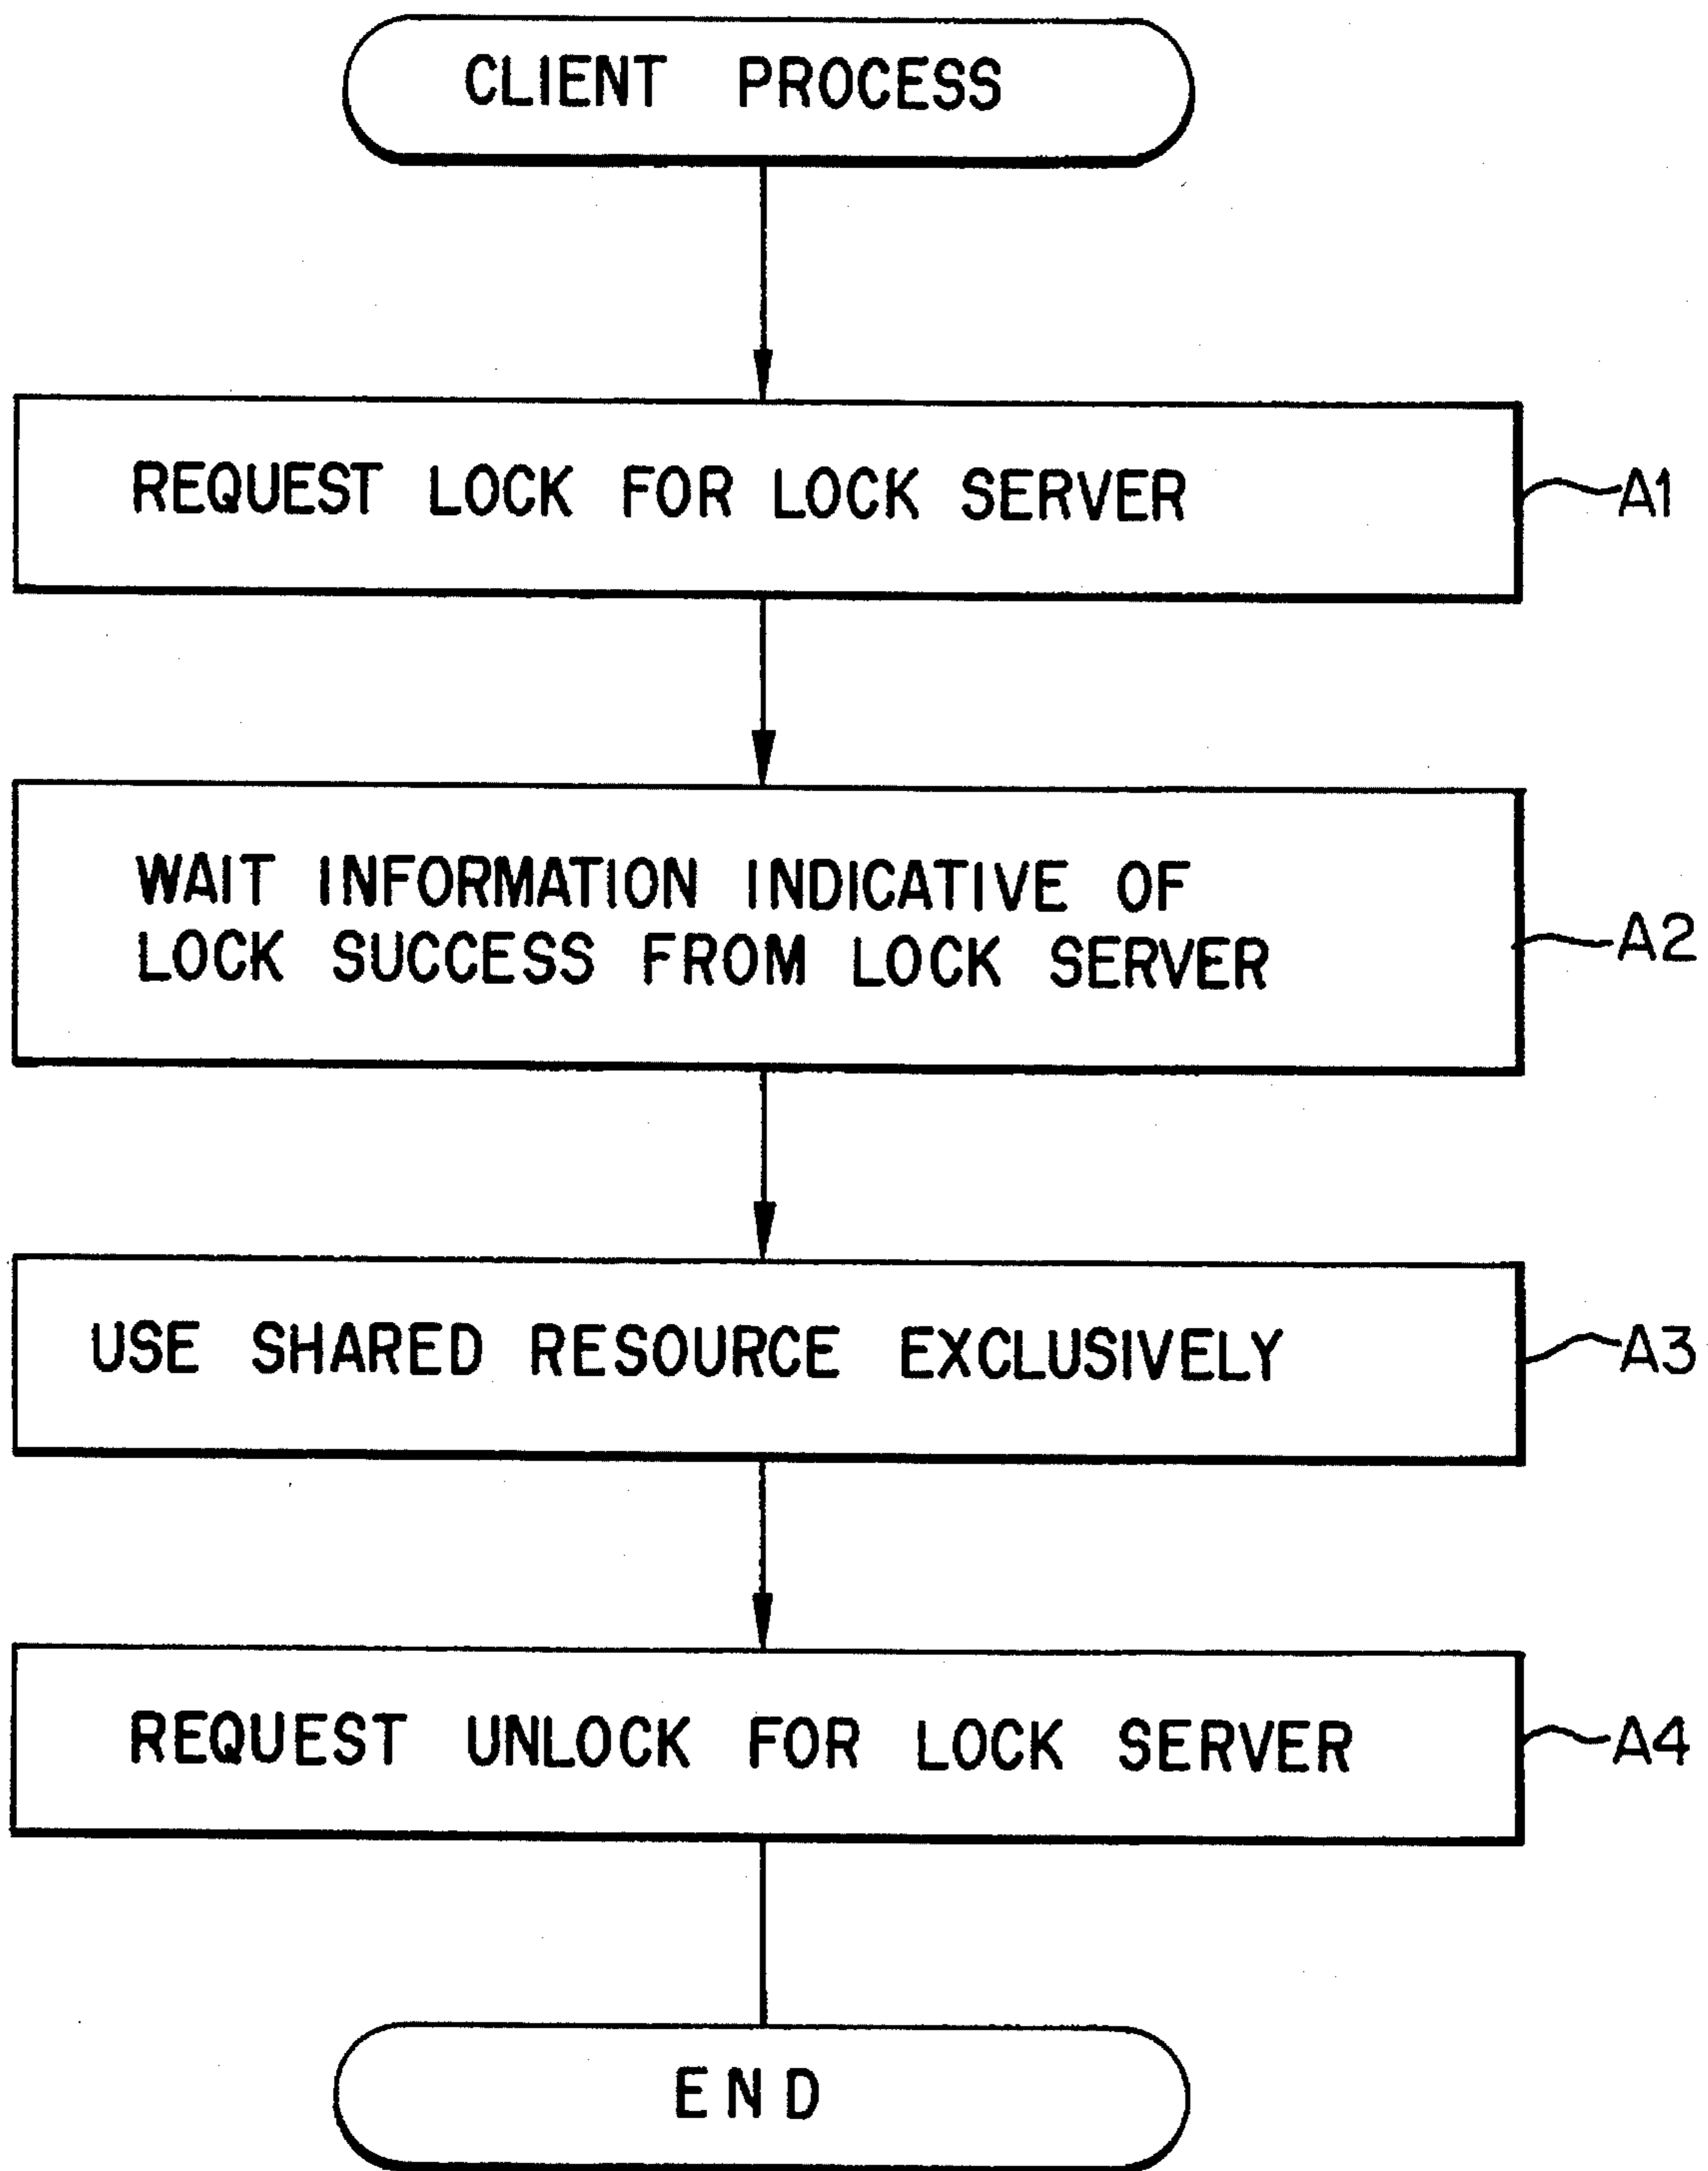 CLIENT PROCESS
REQUEST LOCK FOR LOCK SERVER
A1
WAIT INFORMATION INDICATIVE OF
LOCK SUCCESS FROM LOCK SERVER
A2
USE SHARED RESOURCE EXCLUSIVELY
A3
REQUEST UNLOCK FOR LOCK SERVER
A4
END